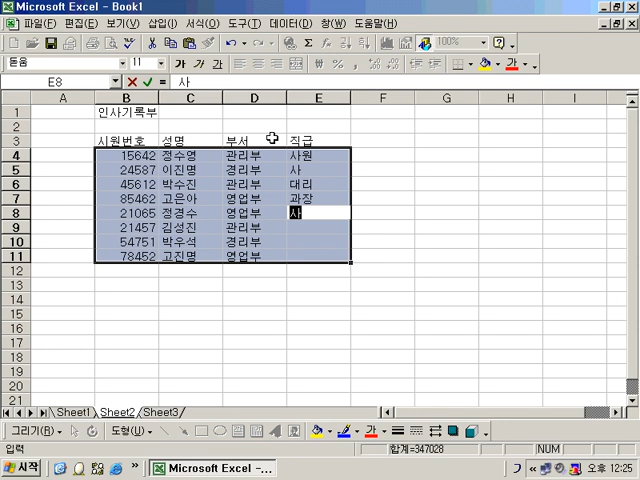 Microsoft Excel - Book1
파일(F) 편집(E) 보기(V) 삽입(I) 서식(O) 도구(T) 데이터(D) 창(W) 도움말(H)
100%
돋움 11 가 가 가
E8 = 사
A B C D E F G H I
1 인사기록부
2
3 시원번호 성명 부서 직급
4 15642 정수영 관리부 사원
5 24587 이진명 경리부 사
6 45612 박수진 관리부 대리
7 85462 고은아 영업부 과장
8 21065 정경수 영업부 사
9 21457 김성진 관리부
10 54751 박우석 경리부
11 78452 고진명 영업부
12
13
14
15
16
17
18
19
20
21
Sheet1 Sheet2 Sheet3
그리기(R) 도형(U) 가
입력 합계=347028 NUM
시작 Microsoft Excel -... 오후 12:25